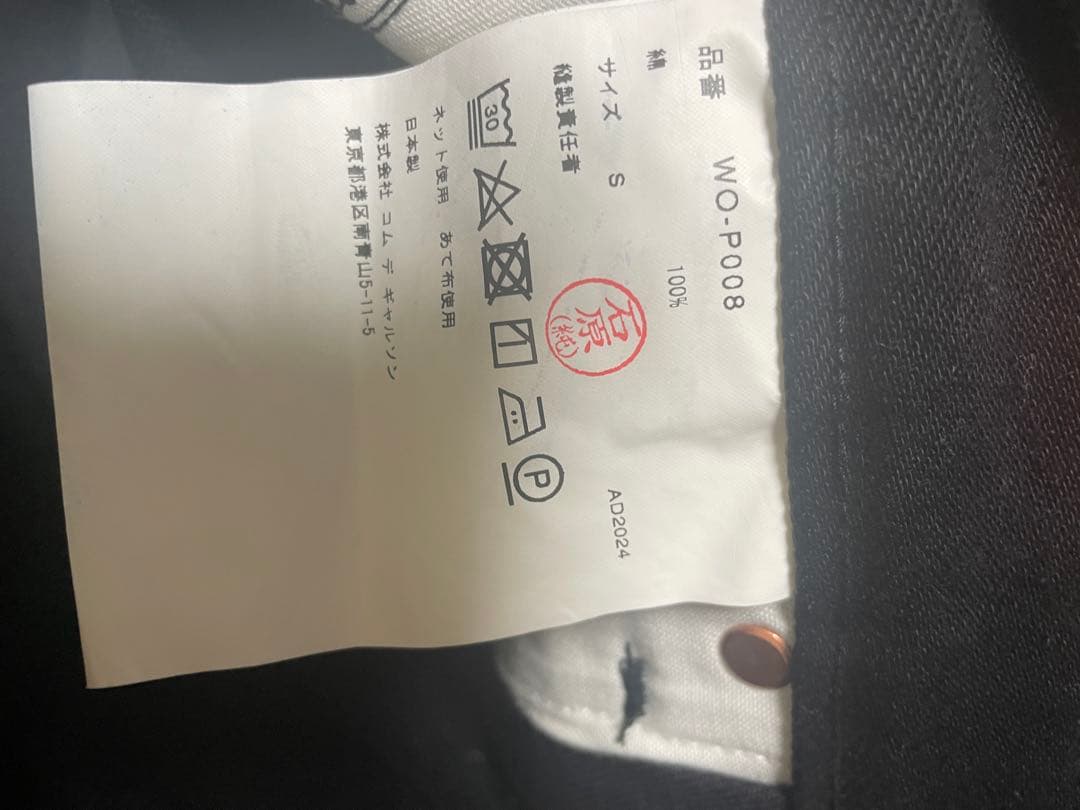 品番 WO-P008
綿 100%
サイズ S AD2024
縫製責任者 石原(純)
30 P
ネット使用 あて布使用
日本製
株式会社 コム デ ギャルソン
東京都港区南青山5-11-5